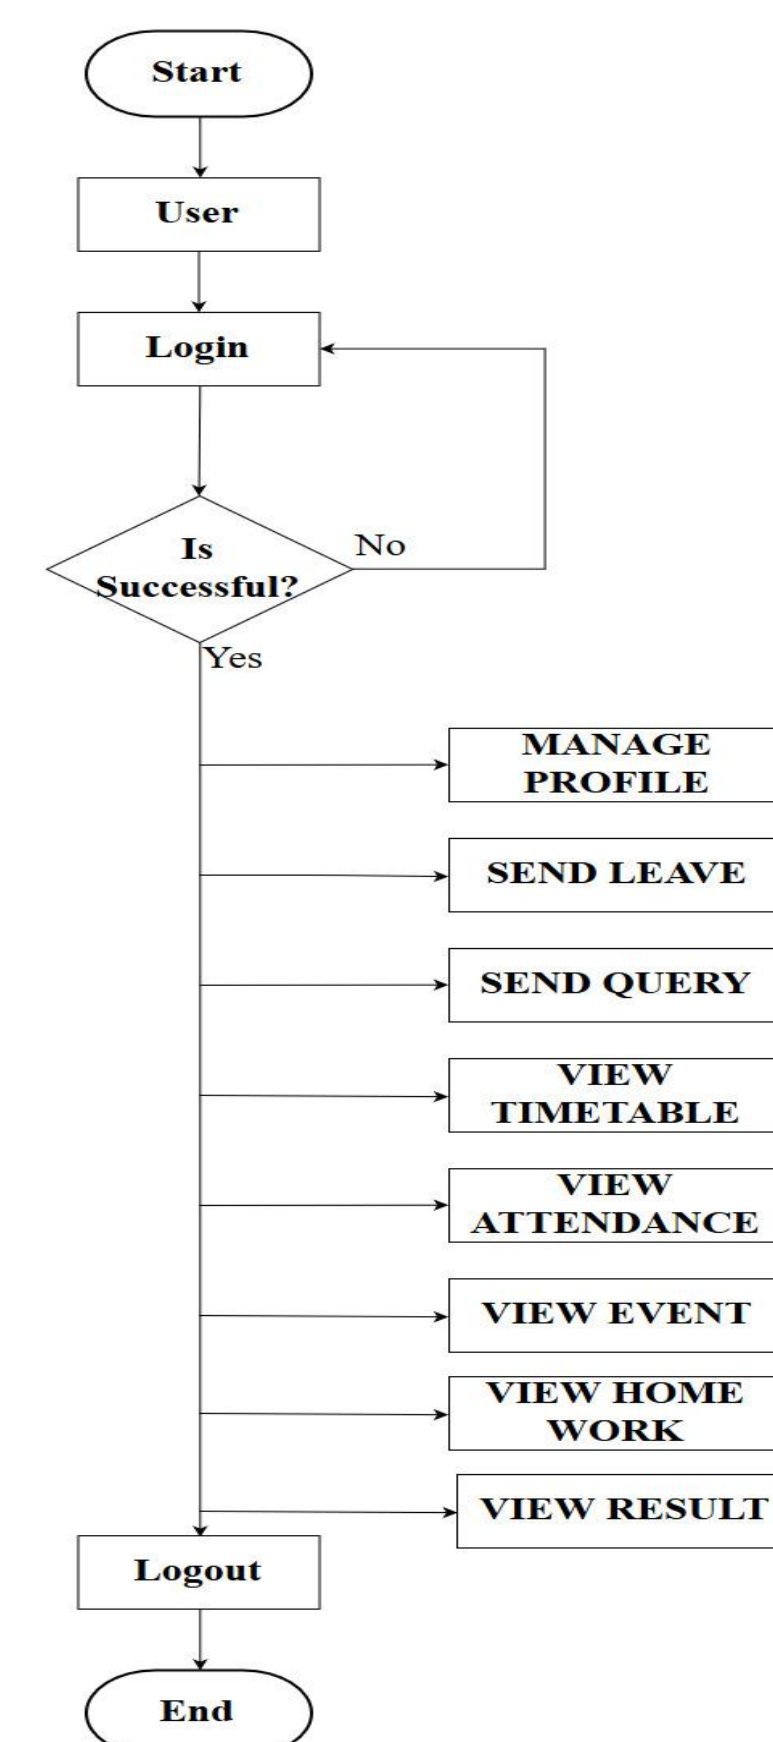 Start
User
Login
Is
Successful?
No
Yes
MANAGE
PROFILE
SEND LEAVE
SEND QUERY
VIEW
TIMETABLE
VIEW
ATTENDANCE
VIEW EVENT
VIEW HOME
WORK
VIEW RESULT
Logout
End